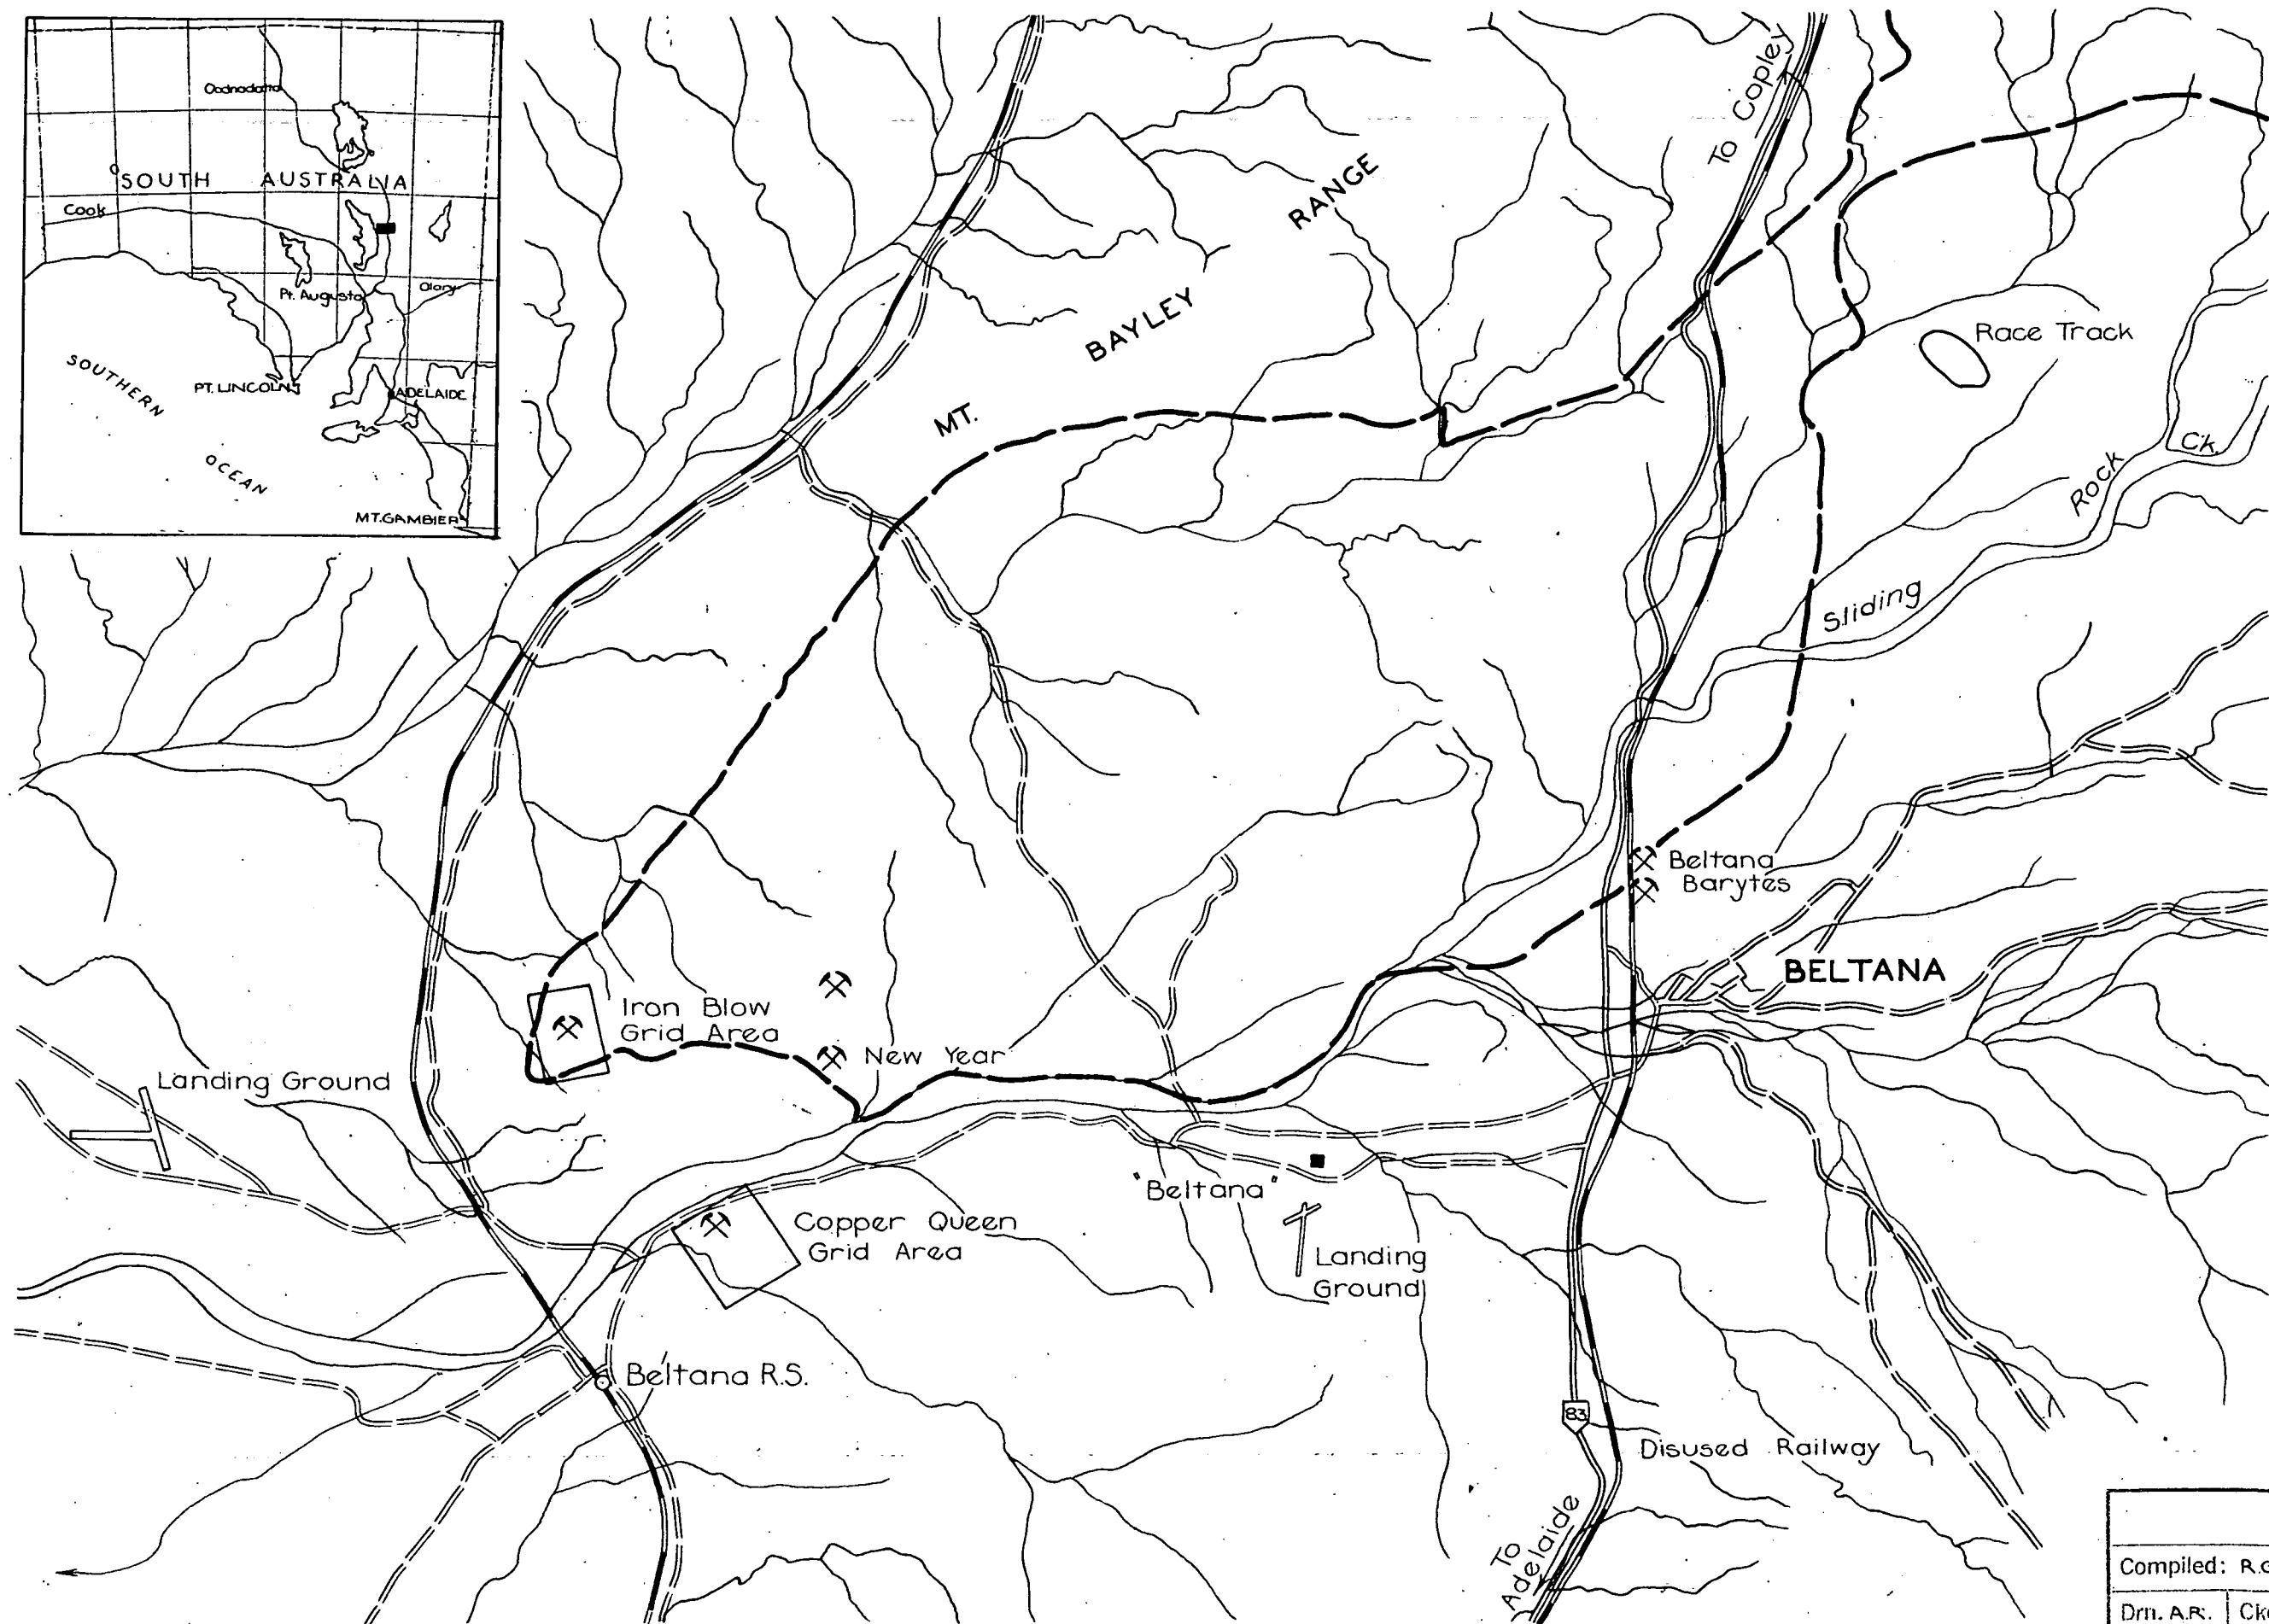 Oodnadatta
SOUTH AUSTRALIA
Cook
Pt. Augusta
Olary
SOUTHERN
OCEAN
PT. LINCOLN
ADELAIDE
MT. GAMBIER
To Copley
MT. BAYLEY RANGE
Race Track
Sliding Rock Ck.
Beltana
Barytes
BELTANA
Iron Blow
Grid Area
New Year
Landing Ground
"Beltana"
Copper Queen
Grid Area
Landing
Ground
Beltana R.S.
83
Disused Railway
To
Adelaide
Compiled:
Drn. A.R.